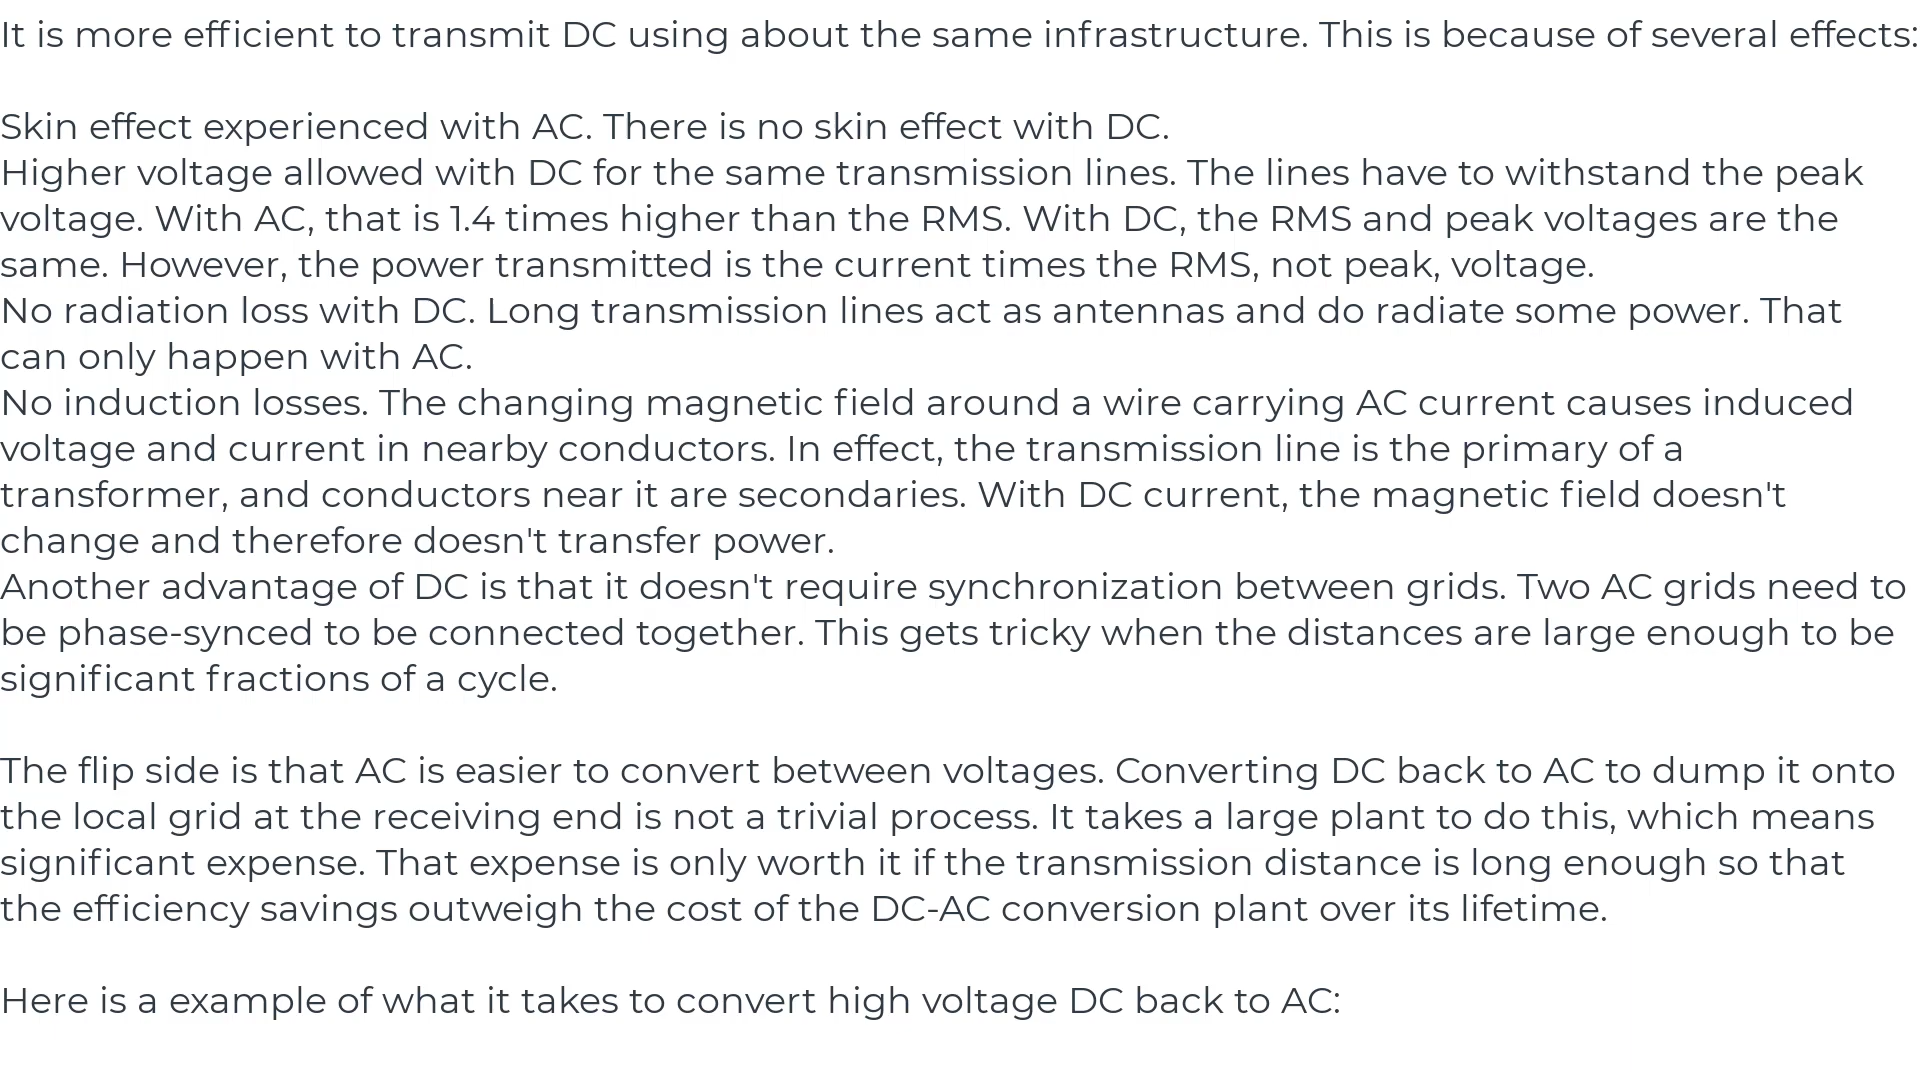 It is more efficient to transmit DC using about the same infrastructure. This is because of several effects:
Skin effect experienced with AC. There is no skin effect with DC.
Higher voltage allowed with DC for the same transmission lines. The lines have to withstand the peak
voltage. With AC, that is 1.4 times higher than the RMS. With DC, the RMS and peak voltages are the
same. However, the power transmitted is the current times the RMS, not peak, voltage.
No radiation loss with DC. Long transmission lines act as antennas and do radiate some power. That
can only happen with AC.
No induction losses. The changing magnetic field around a wire carrying AC current causes induced
voltage and current in nearby conductors. In effect, the transmission line is the primary of a
transformer, and conductors near it are secondaries. With DC current, the magnetic field doesn't
change and therefore doesn't transfer power.
Another advantage of DC is that it doesn't require synchronization between grids. Two AC grids need to
be phase-synced to be connected together. This gets tricky when the distances are large enough to be
significant fractions of a cycle.
The flip side is that AC is easier to convert between voltages. Converting DC back to AC to dump it onto
the local grid at the receiving end is not a trivial process. It takes a large plant to do this, which means
significant expense. That expense is only worth it if the transmission distance is long enough so that
the efficiency savings outweigh the cost of the DC-AC conversion plant over its lifetime.
Here is a example of what it takes to convert high voltage DC back to AC: